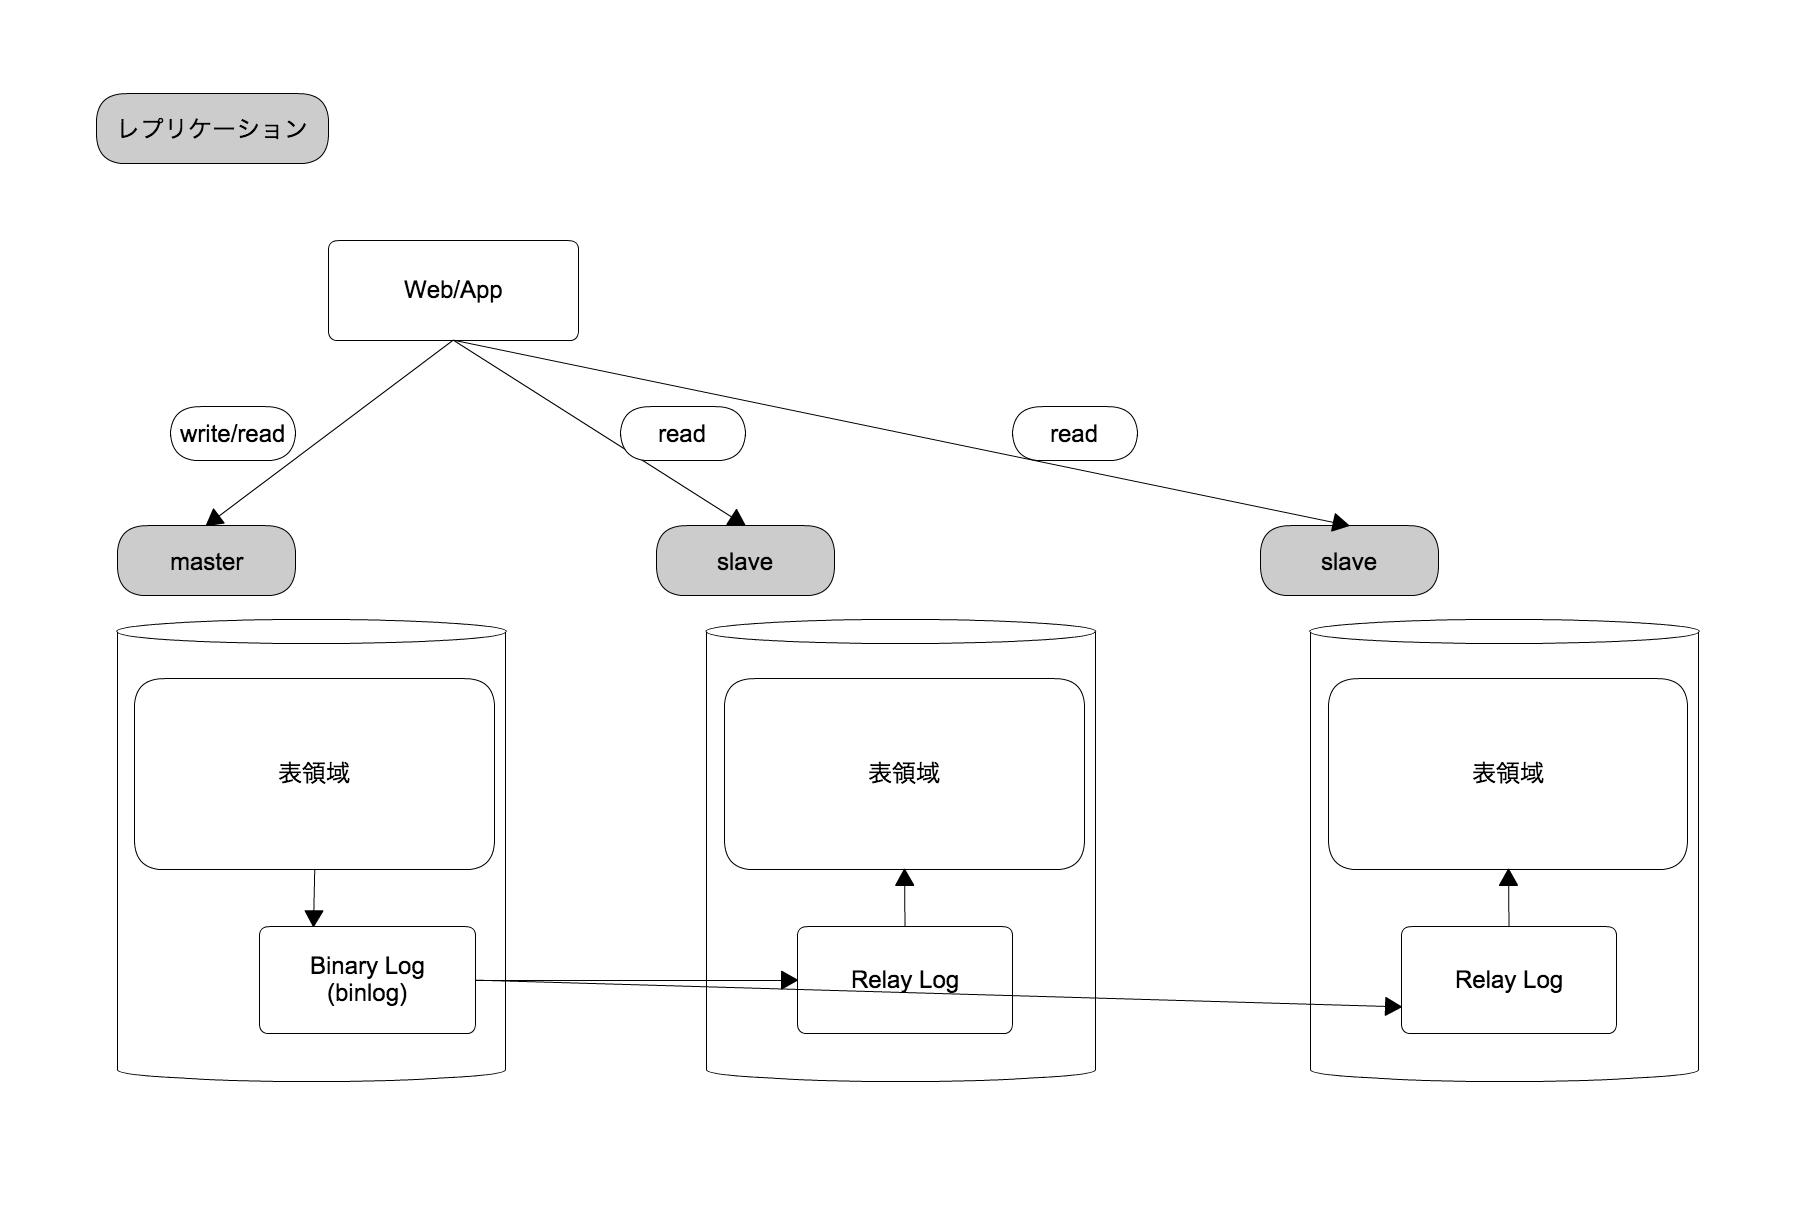 レプリケーション
Web/App
write/read
read
read
master
slave
slave
表領域
表領域
表領域
Binary Log
(binlog)
Relay Log
Relay Log